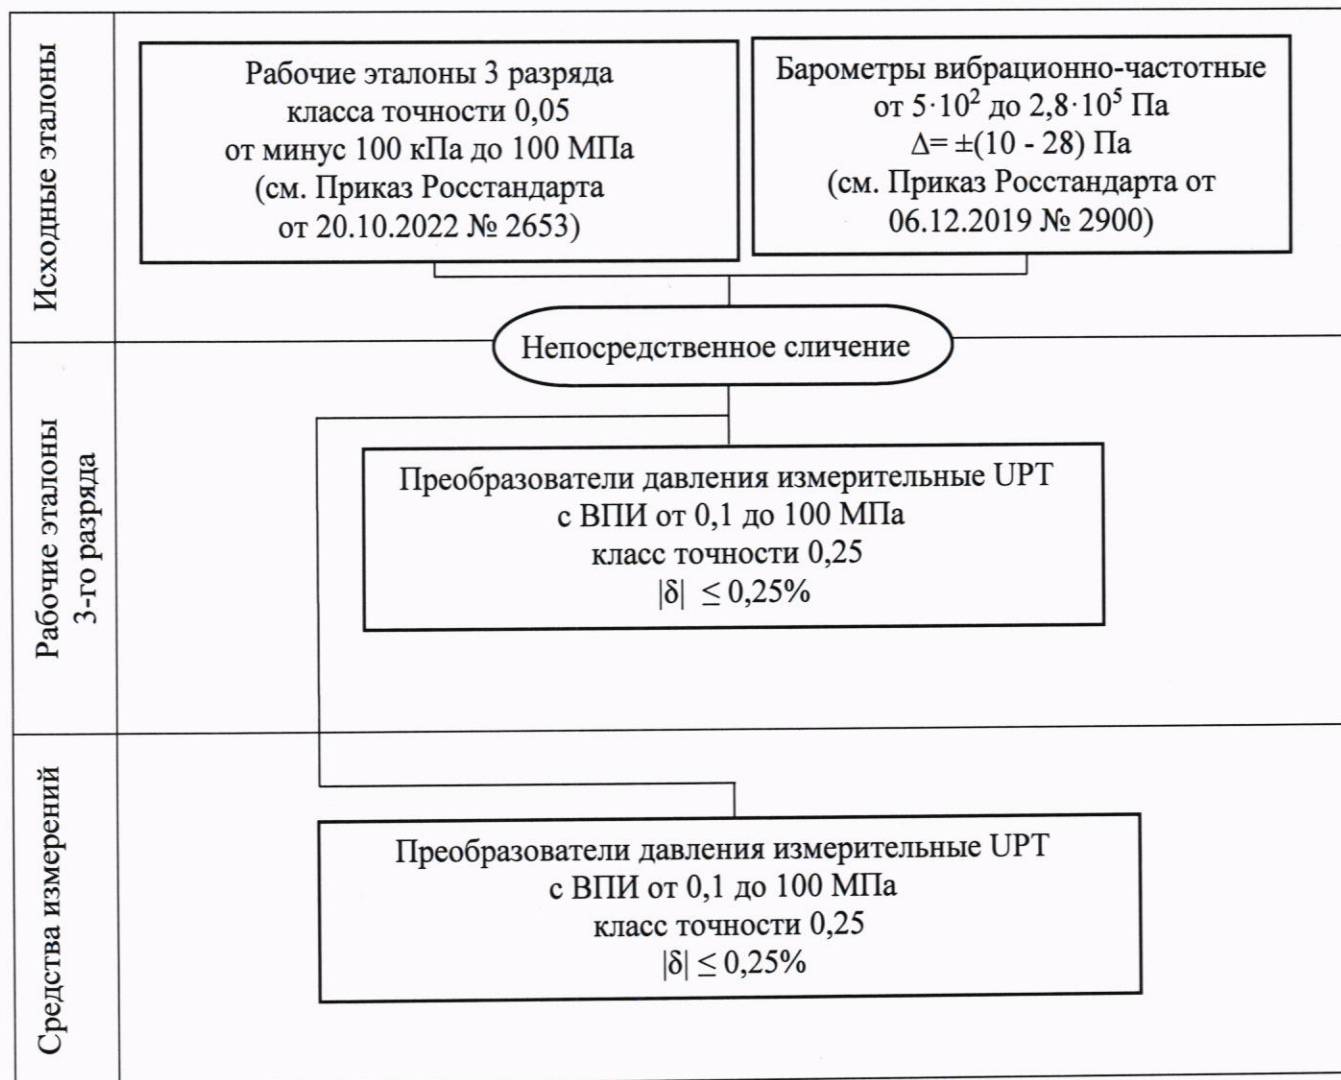 Исходные эталоны
Рабочие эталоны 3 разряда
класса точности 0,05
от минус 100 кПа до 100 МПа
(см. Приказ Росстандарта
от 20.10.2022 № 2653)
Барометры вибрационно-частотные
от 5·10² до 2,8·10⁵ Па
Δ= ±(10 - 28) Па
(см. Приказ Росстандарта от
06.12.2019 № 2900)
Непосредственное сличение
Рабочие эталоны
3-го разряда
Преобразователи давления измерительные UPT
с ВПИ от 0,1 до 100 МПа
класс точности 0,25
|δ| ≤ 0,25%
Средства измерений
Преобразователи давления измерительные UPT
с ВПИ от 0,1 до 100 МПа
класс точности 0,25
|δ| ≤ 0,25%